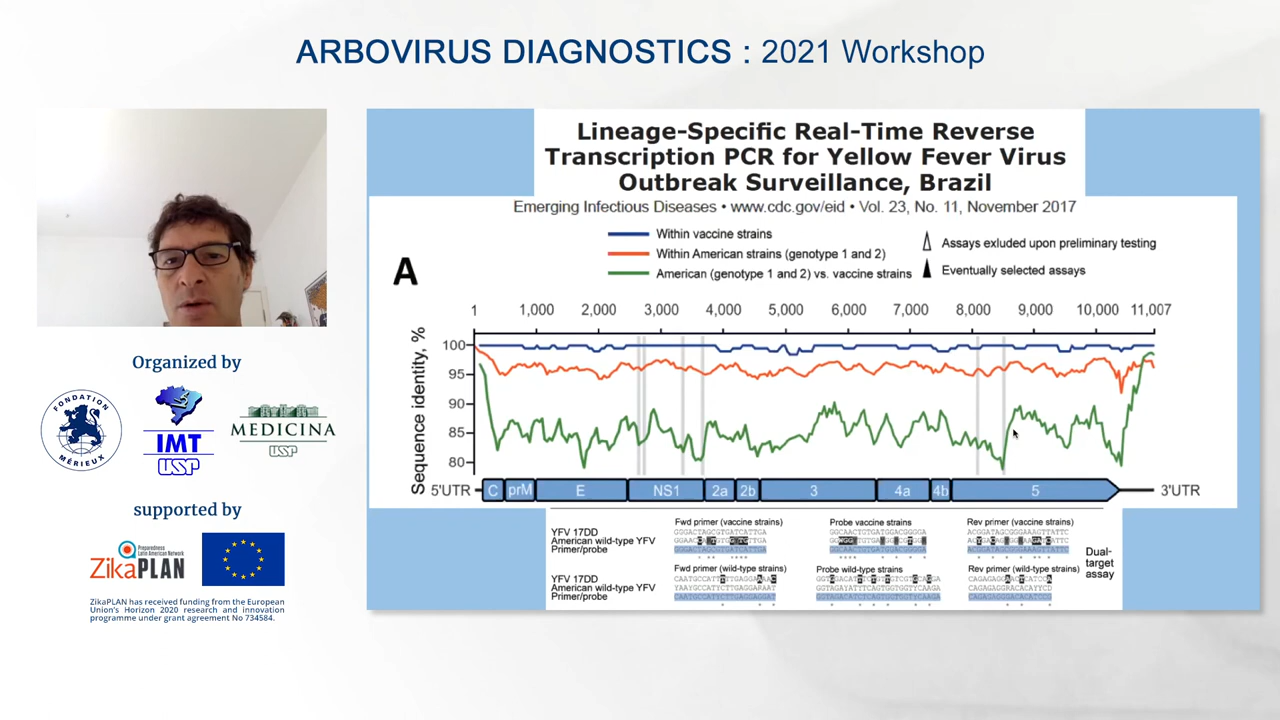 ARBOVIRUS DIAGNOSTICS : 2021 Workshop
Organized by
FONDATION
MÉRIEUX
IMT
USP
MEDICINA
USP
supported by
Preparedness
Latin American Network
ZikaPLAN
ZikaPLAN has received funding from the European
Union's Horizon 2020 research and innovation
programme under grant agreement No 734584.
Lineage-Specific Real-Time Reverse
Transcription PCR for Yellow Fever Virus
Outbreak Surveillance, Brazil
Emerging Infectious Diseases • www.cdc.gov/eid • Vol. 23, No. 11, November 2017
A
Within vaccine strains
Within American strains (genotype 1 and 2)
American (genotype 1 and 2) vs. vaccine strains
Assays exluded upon preliminary testing
Eventually selected assays
1 1,000 2,000 3,000 4,000 5,000 6,000 7,000 8,000 9,000 10,000 11,007
Sequence identity, %
100
95
90
85
80
5'UTR C prM E NS1 2a 2b 3 4a 4b 5 3'UTR
Fwd primer (vaccine strains) Probe vaccine strains Rev primer (vaccine strains)
YFV 17DD
American wild-type YFV
Primer/probe
Fwd primer (wild-type strains) Probe wild-type strains Rev primer (wild-type strains)
YFV 17DD
American wild-type YFV
Primer/probe
Dual-
target
assay